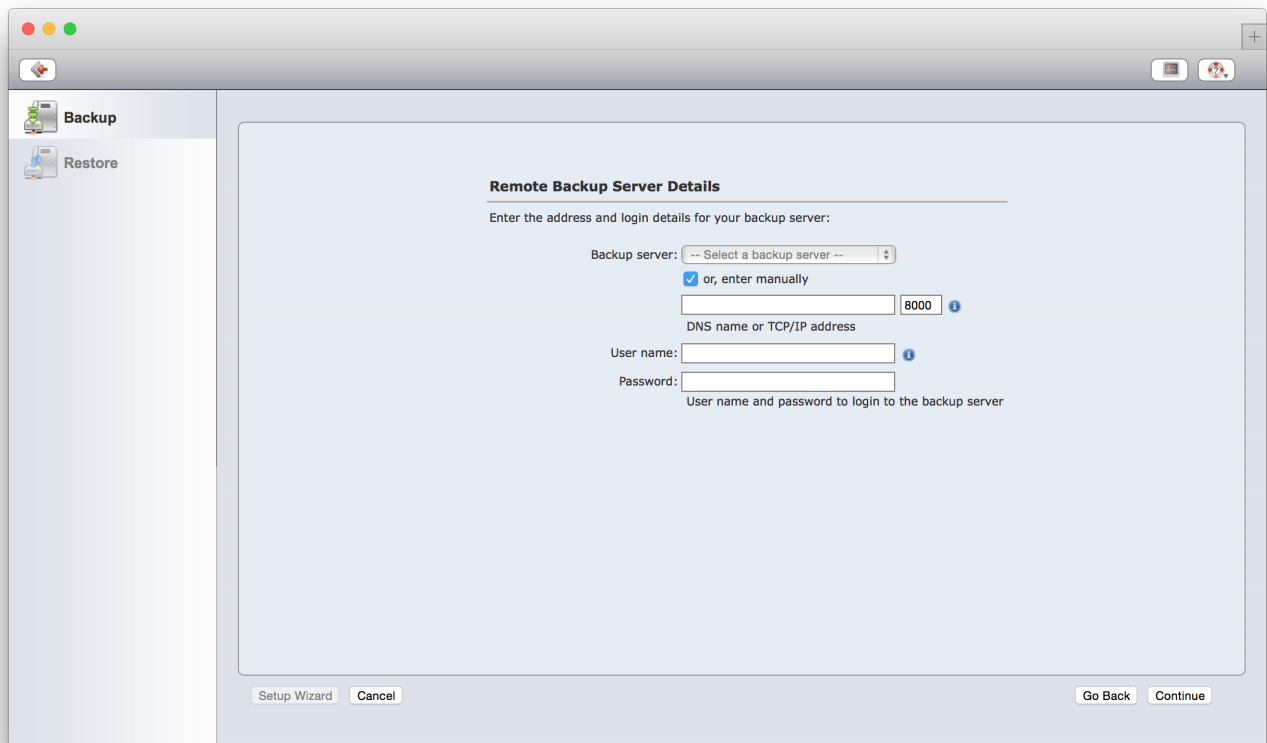 Backup
Restore
Remote Backup Server Details
Enter the address and login details for your backup server:
Backup server: -- Select a backup server --
or, enter manually
8000
DNS name or TCP/IP address
User name:
Password:
User name and password to login to the backup server
Setup Wizard Cancel Go Back Continue